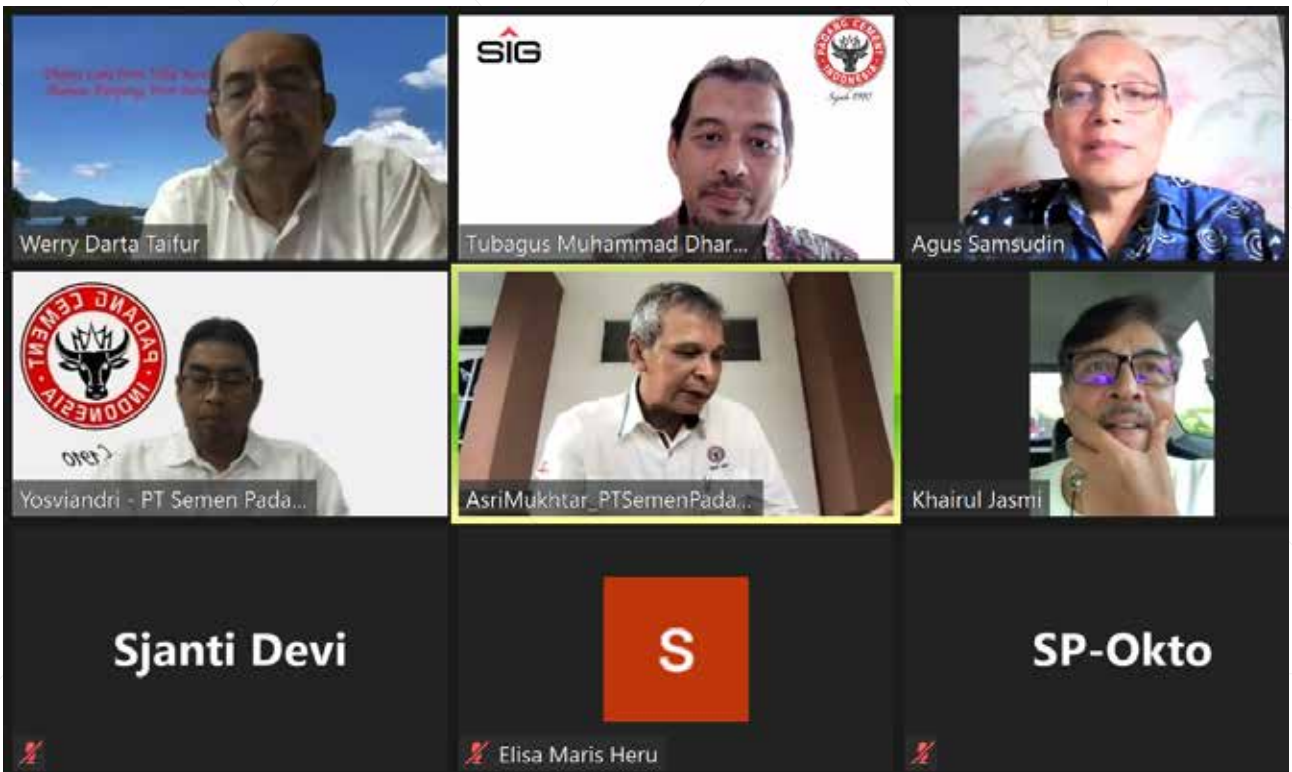 SIG
PADANG CEMENT
INDONESIA
Sejak 1910
Werry Darta Taifur
Tubagus Muhammad Dhar...
Agus Samsudin
PADANG CEMENT
INDONESIA
Yosviandri - PT Semen Pada...
AsriMukhtar_PTSemenPada...
Khairul Jasmi
Sjanti Devi
S
Elisa Maris Heru
SP-Okto